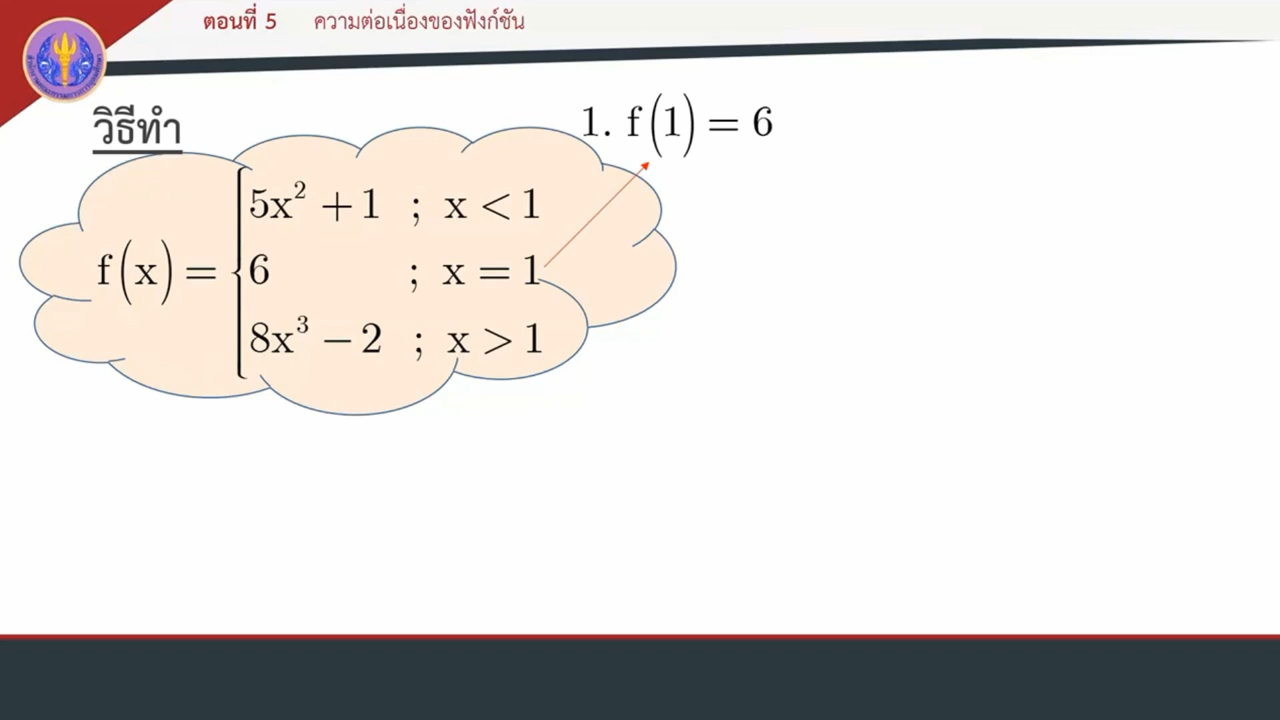 ตอนที่ 5 ความต่อเนื่องของฟังก์ชัน
วิธีทำ
1. f(1) = 6
5x² + 1 ; x < 1
f(x) = { 6 ; x = 1
8x³ − 2 ; x > 1